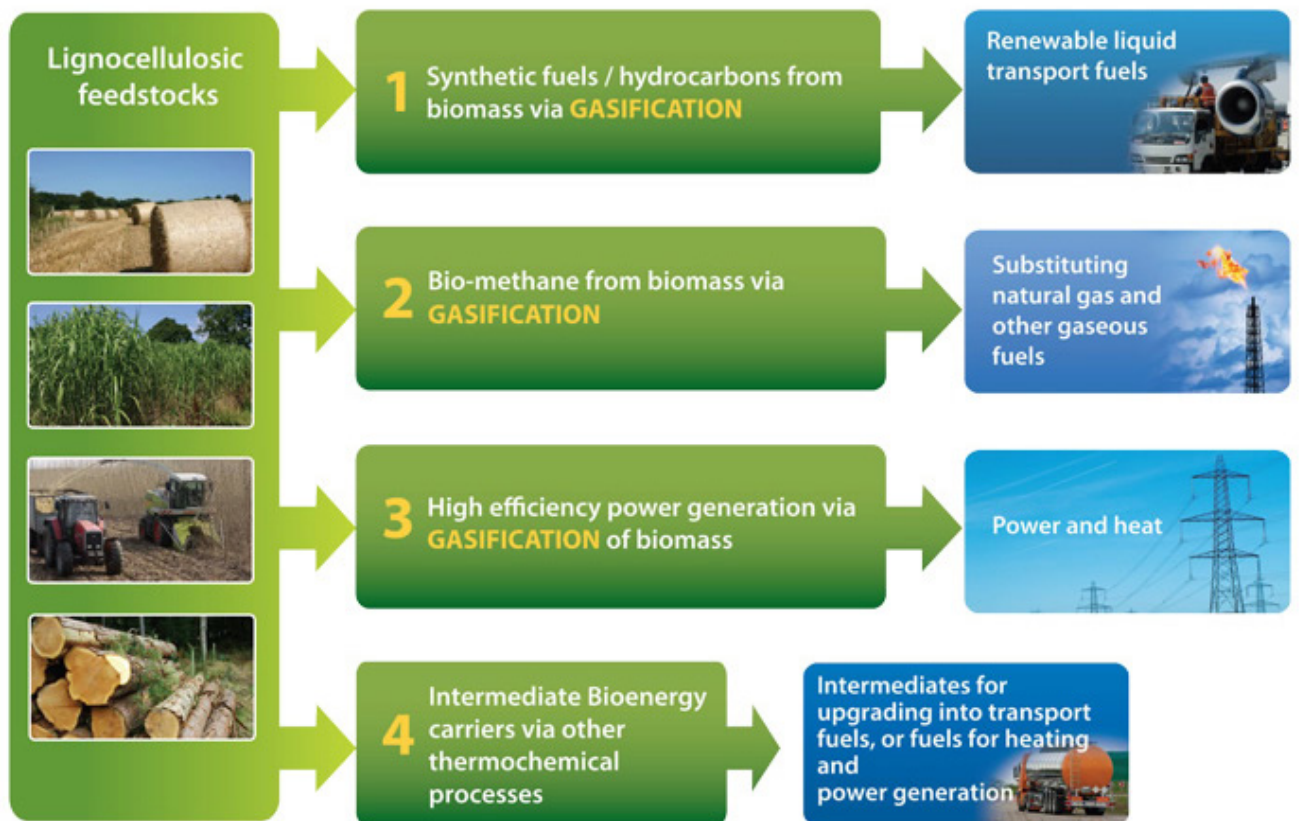 Lignocellulosic
feedstocks
1
Synthetic fuels / hydrocarbons from
biomass via GASIFICATION
Renewable liquid
transport fuels
2
Bio-methane from biomass via
GASIFICATION
Substituting
natural gas and
other gaseous
fuels
3
High efficiency power generation via
GASIFICATION of biomass
Power and heat
4
Intermediate Bioenergy
carriers via other
thermochemical
processes
Intermediates for
upgrading into transport
fuels, or fuels for heating
and
power generation